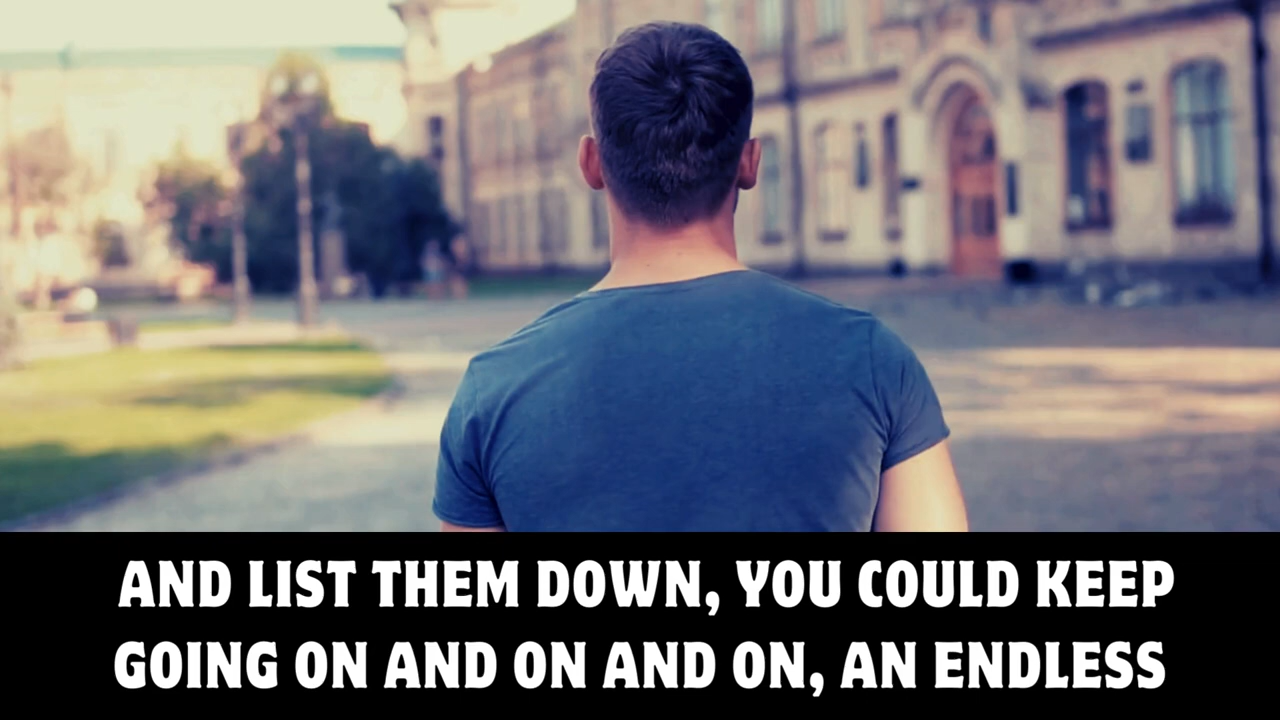 AND LIST THEM DOWN, YOU COULD KEEP
GOING ON AND ON AND ON, AN ENDLESS